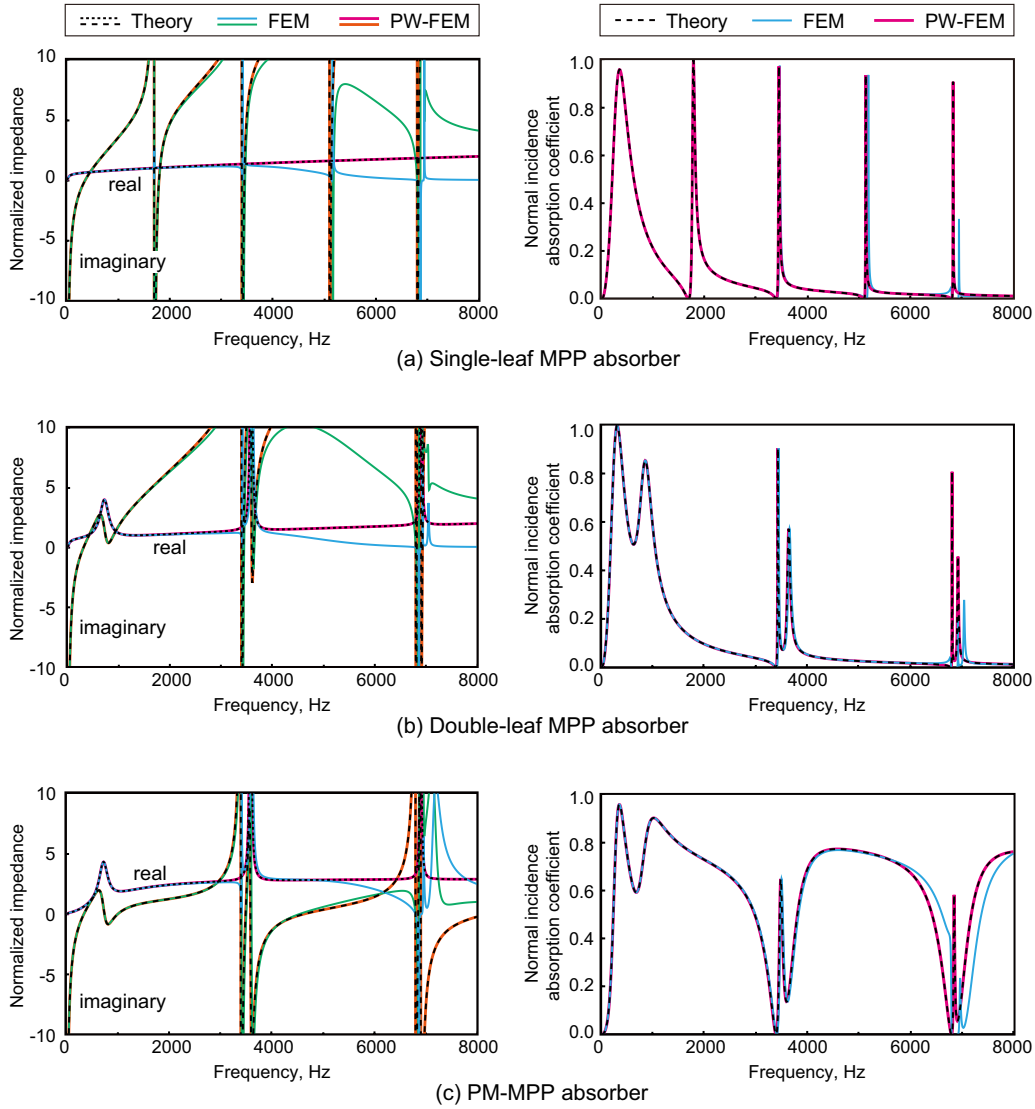 Theory FEM PW-FEM
Theory FEM PW-FEM
Normalized impedance
10
5
0
-5
-10
real
imaginary
0 2000 4000 6000 8000
Frequency, Hz
Normal incidence
absorption coefficient
1.0
0.8
0.6
0.4
0.2
0.0
0 2000 4000 6000 8000
Frequency, Hz
(a) Single-leaf MPP absorber
Normalized impedance
10
5
0
-5
-10
real
imaginary
0 2000 4000 6000 8000
Frequency, Hz
Normal incidence
absorption coefficient
1.0
0.8
0.6
0.4
0.2
0.0
0 2000 4000 6000 8000
Frequency, Hz
(b) Double-leaf MPP absorber
Normalized impedance
10
5
0
-5
-10
real
imaginary
0 2000 4000 6000 8000
Frequency, Hz
Normal incidence
absorption coefficient
1.0
0.8
0.6
0.4
0.2
0.0
0 2000 4000 6000 8000
Frequency, Hz
(c) PM-MPP absorber